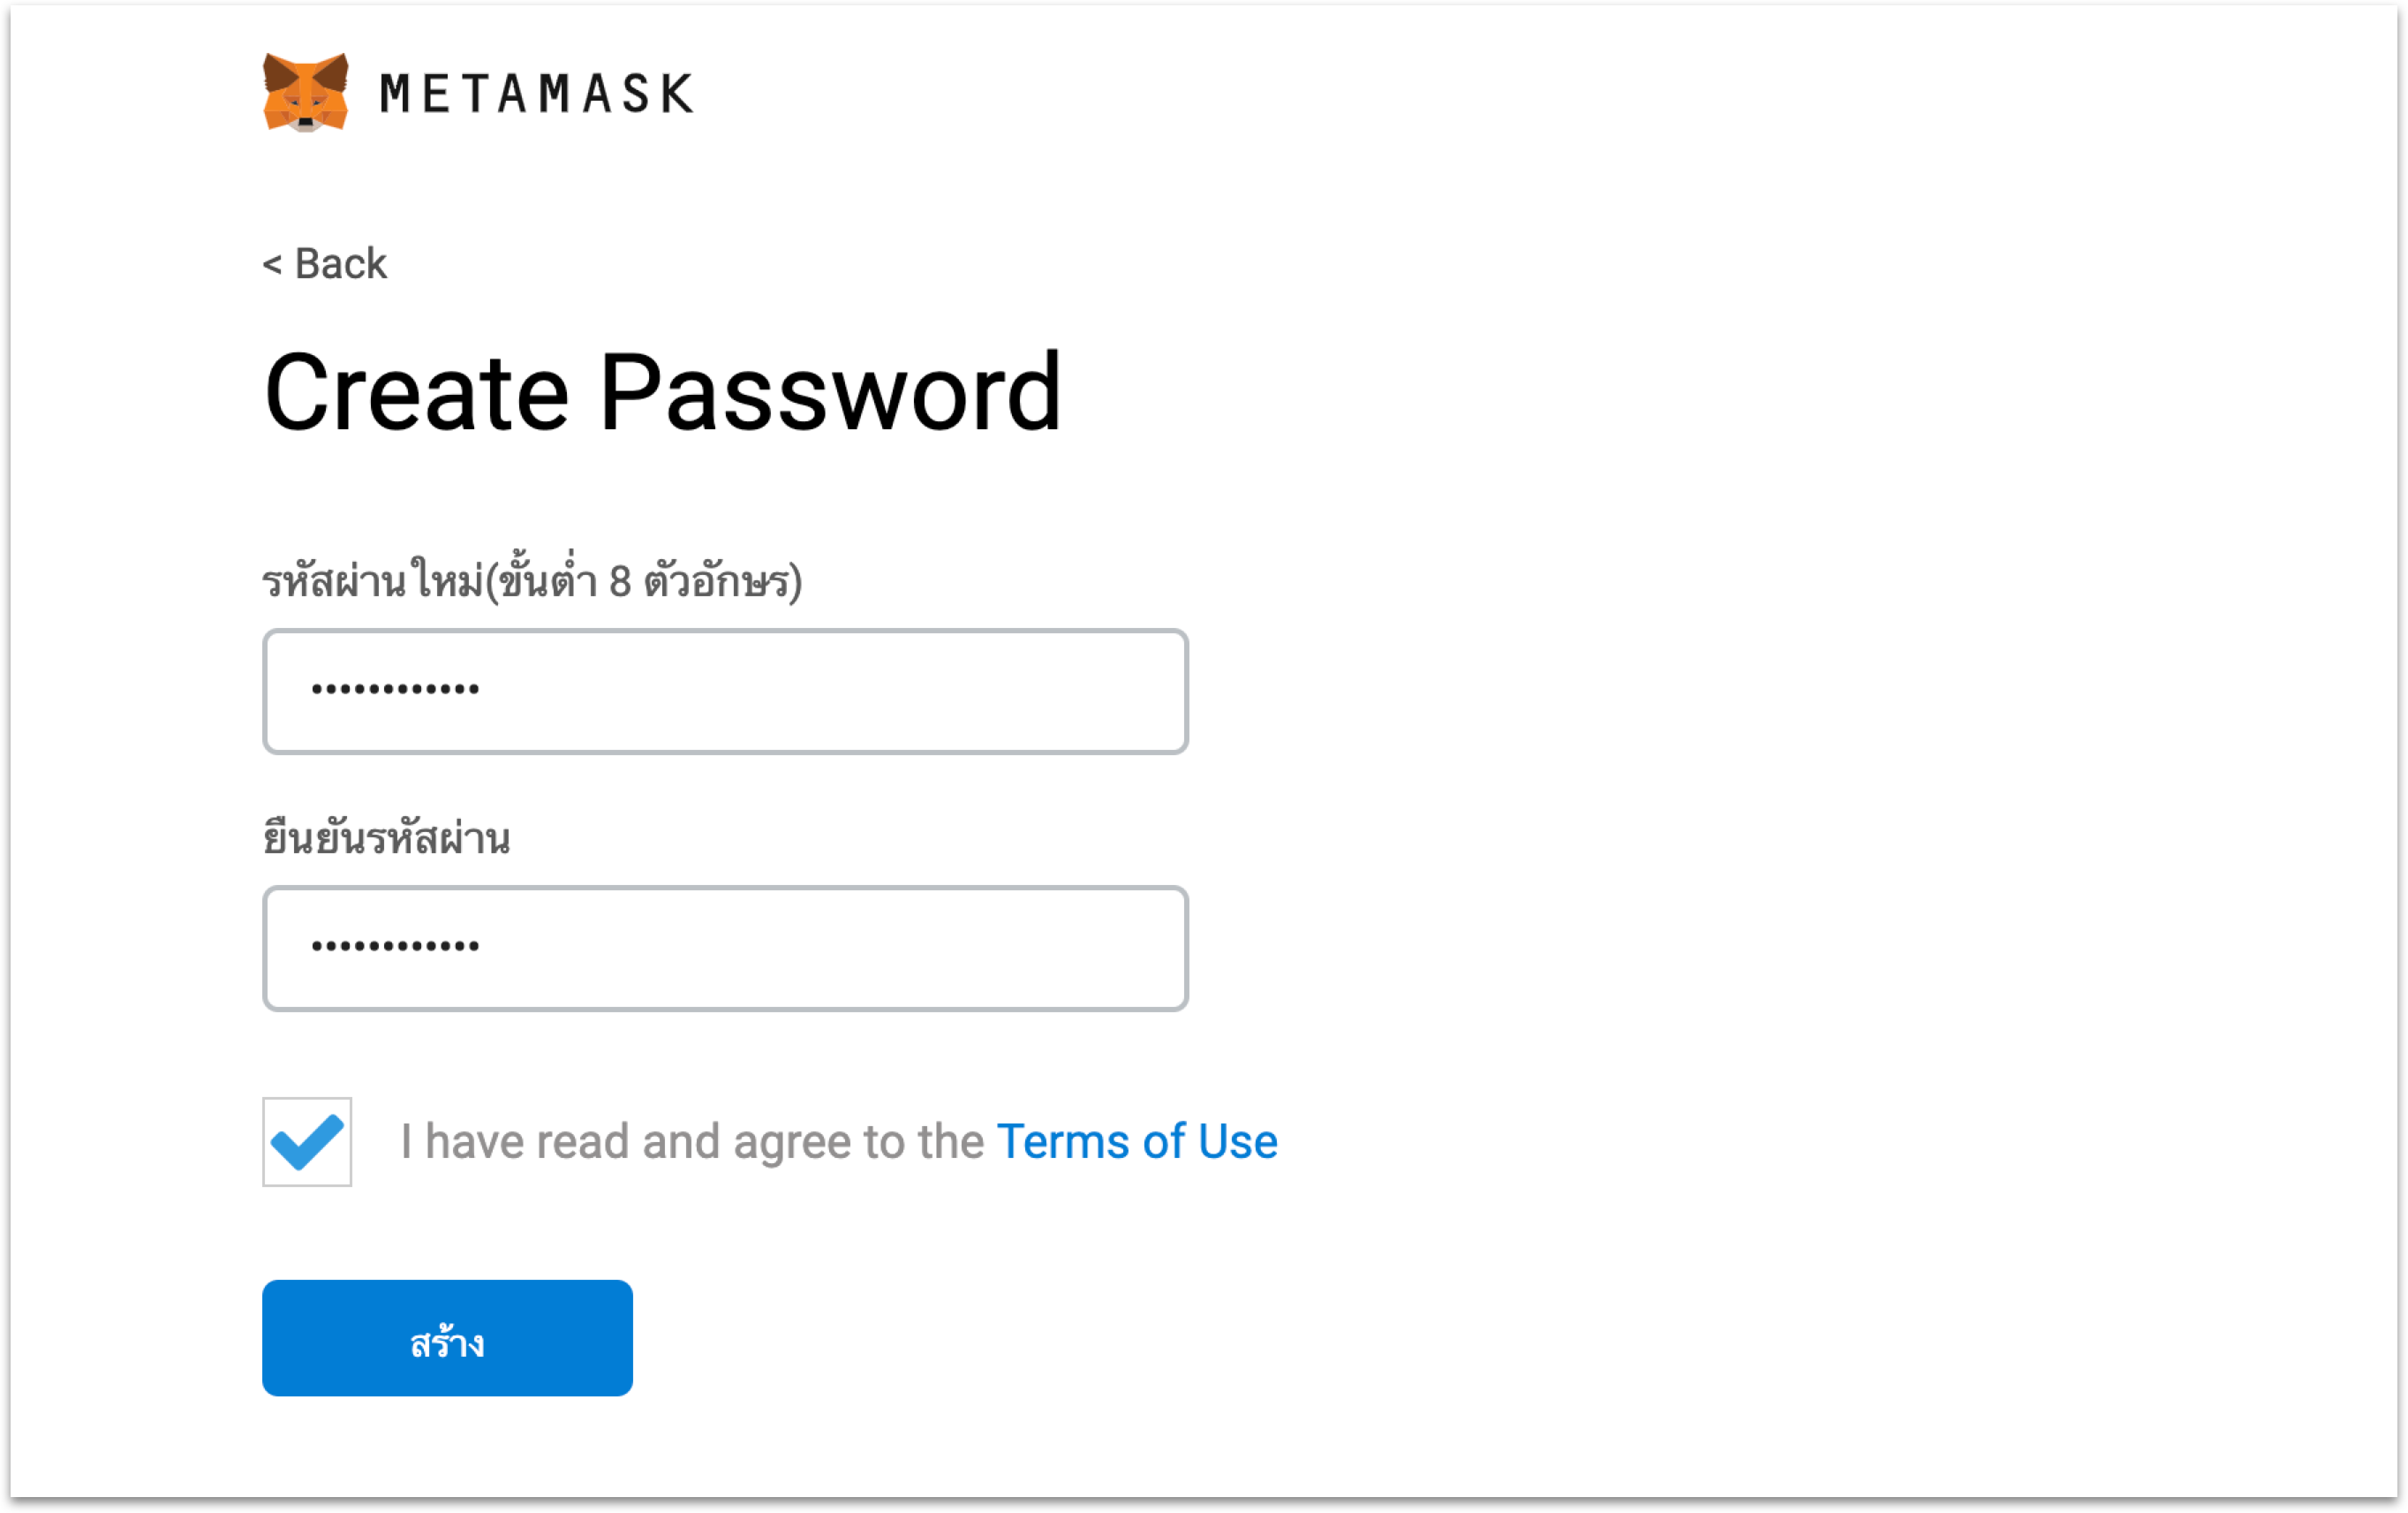 METAMASK
< Back
Create Password
รหัสผ่านใหม่(ขั้นต่ำ 8 ตัวอักษร)
••••••••••••
ยืนยันรหัสผ่าน
••••••••••••
I have read and agree to the Terms of Use
สร้าง